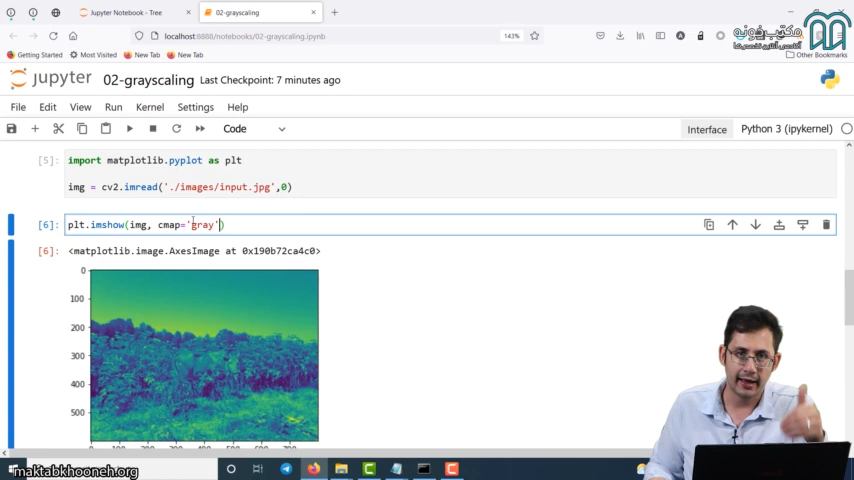 Jupyter Notebook - Tree
02-grayscaling
localhost:8888/notebooks/02-grayscaling.ipynb
143%
Getting Started
Most Visited
New Tab
New Tab
Other Bookmarks
مکتب‌خونه
jupyter 02-grayscaling Last Checkpoint: 7 minutes ago
File Edit View Run Kernel Settings Help
Code
Interface
Python 3 (ipykernel)
[5]: import matplotlib.pyplot as plt
img = cv2.imread('./images/input.jpg',0)
[6]: plt.imshow(img, cmap='gray')
[6]: <matplotlib.image.AxesImage at 0x190b72ca4c0>
0
100
200
300
400
500
maktabkhooneh.org